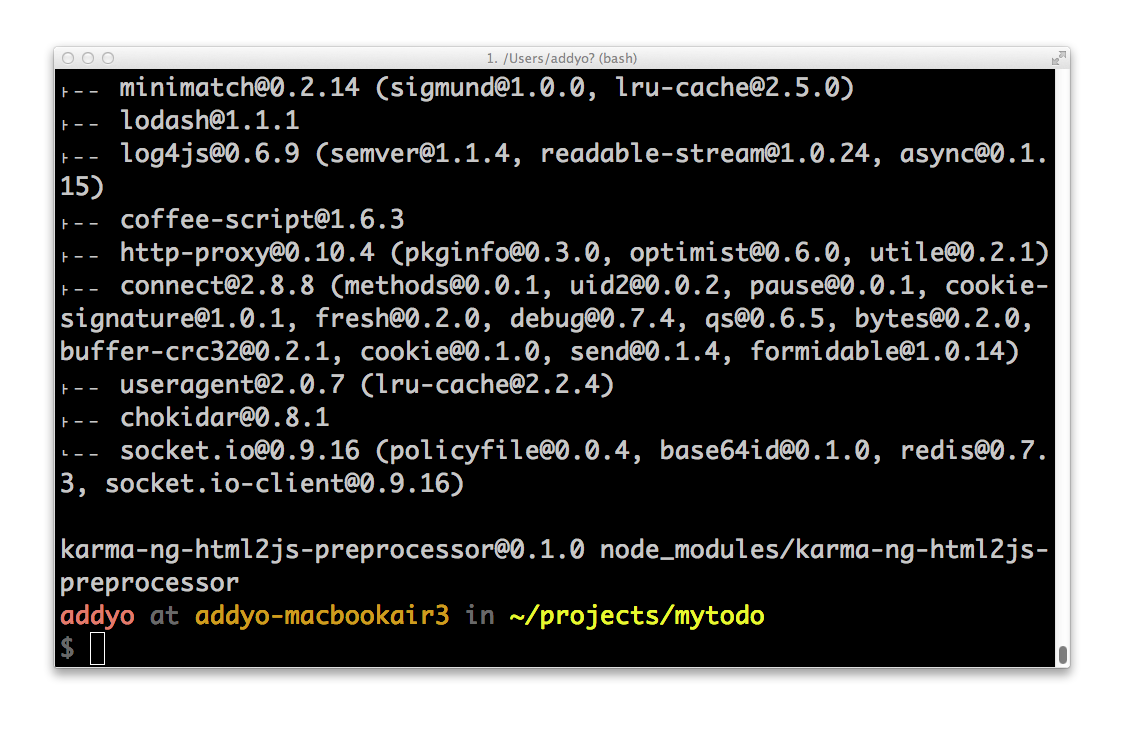 1. /Users/addyo? (bash)
├── minimatch@0.2.14 (sigmund@1.0.0, lru-cache@2.5.0)
├── lodash@1.1.1
├── log4js@0.6.9 (semver@1.1.4, readable-stream@1.0.24, async@0.1.
15)
├── coffee-script@1.6.3
├── http-proxy@0.10.4 (pkginfo@0.3.0, optimist@0.6.0, utile@0.2.1)
├── connect@2.8.8 (methods@0.0.1, uid2@0.0.2, pause@0.0.1, cookie-
signature@1.0.1, fresh@0.2.0, debug@0.7.4, qs@0.6.5, bytes@0.2.0,
buffer-crc32@0.2.1, cookie@0.1.0, send@0.1.4, formidable@1.0.14)
├── useragent@2.0.7 (lru-cache@2.2.4)
├── chokidar@0.8.1
└── socket.io@0.9.16 (policyfile@0.0.4, base64id@0.1.0, redis@0.7.
3, socket.io-client@0.9.16)
karma-ng-html2js-preprocessor@0.1.0 node_modules/karma-ng-html2js-
preprocessor
addyo at addyo-macbookair3 in ~/projects/mytodo
$